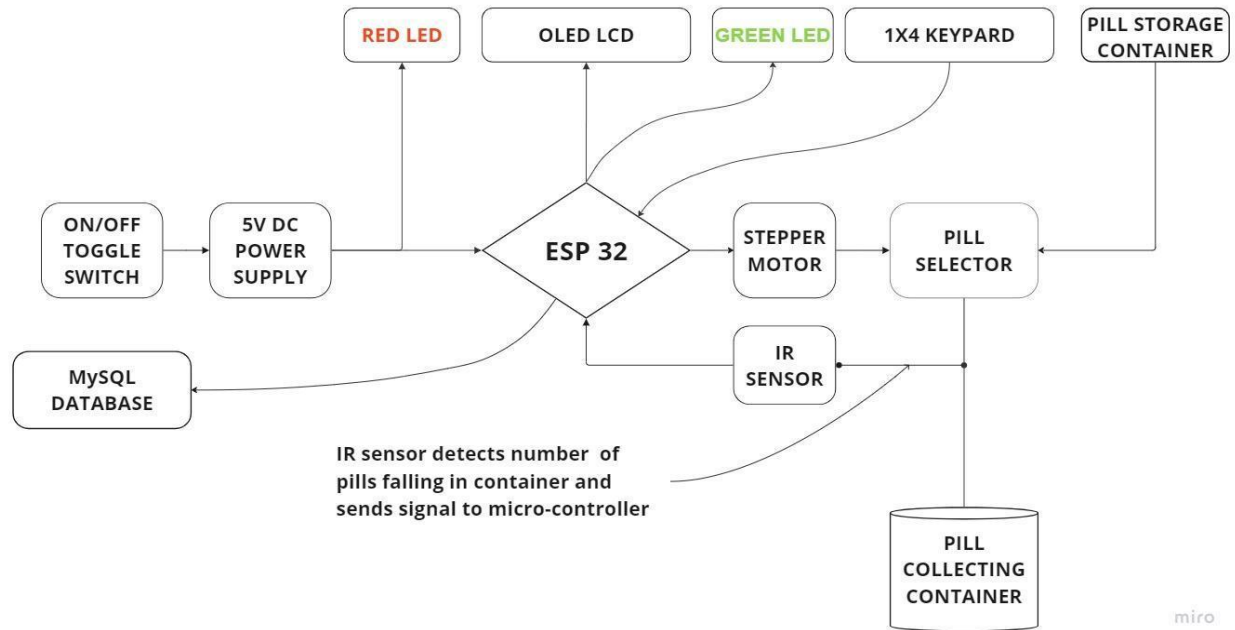 RED LED
OLED LCD
GREEN LED
1X4 KEYPARD
PILL STORAGE
CONTAINER
ON/OFF
TOGGLE
SWITCH
5V DC
POWER
SUPPLY
ESP 32
STEPPER
MOTOR
PILL
SELECTOR
MySQL
DATABASE
IR
SENSOR
IR sensor detects number of
pills falling in container and
sends signal to micro-controller
PILL
COLLECTING
CONTAINER
miro